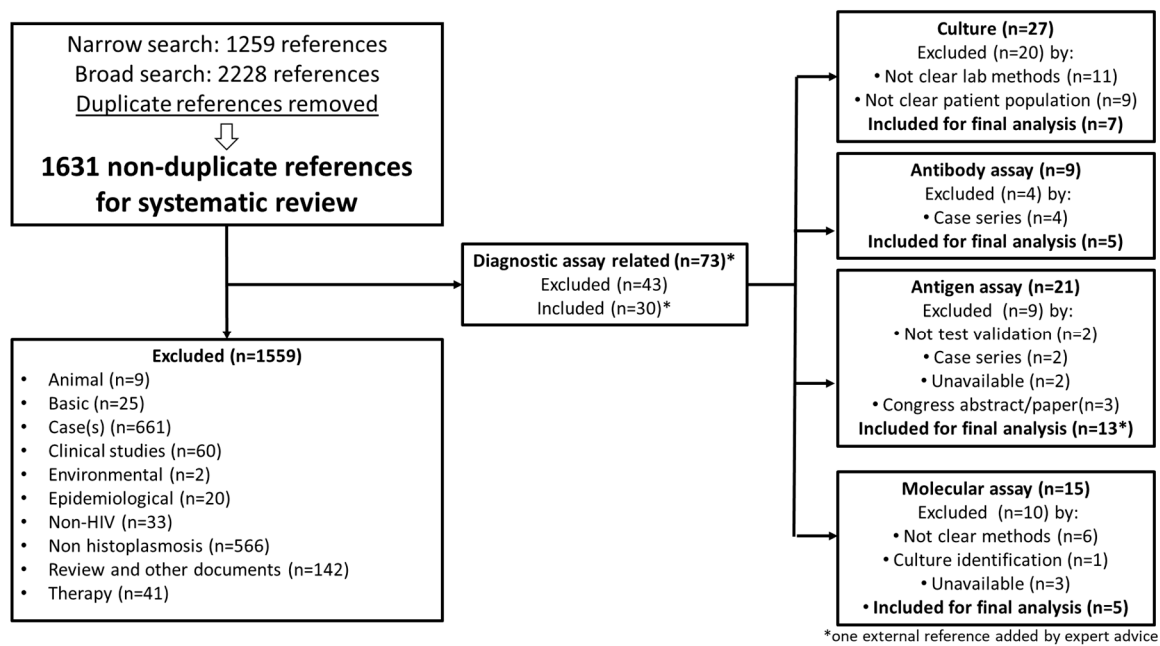 Narrow search: 1259 references
Broad search: 2228 references
Duplicate references removed
1631 non-duplicate references
for systematic review
Diagnostic assay related (n=73)*
Excluded (n=43)
Included (n=30)*
Excluded (n=1559)
• Animal (n=9)
• Basic (n=25)
• Case(s) (n=661)
• Clinical studies (n=60)
• Environmental (n=2)
• Epidemiological (n=20)
• Non-HIV (n=33)
• Non histoplasmosis (n=566)
• Review and other documents (n=142)
• Therapy (n=41)
Culture (n=27)
Excluded (n=20) by:
• Not clear lab methods (n=11)
• Not clear patient population (n=9)
Included for final analysis (n=7)
Antibody assay (n=9)
Excluded (n=4) by:
• Case series (n=4)
Included for final analysis (n=5)
Antigen assay (n=21)
Excluded (n=9) by:
• Not test validation (n=2)
• Case series (n=2)
• Unavailable (n=2)
• Congress abstract/paper(n=3)
Included for final analysis (n=13*)
Molecular assay (n=15)
Excluded (n=10) by:
• Not clear methods (n=6)
• Culture identification (n=1)
• Unavailable (n=3)
• Included for final analysis (n=5)
*one external reference added by expert advice